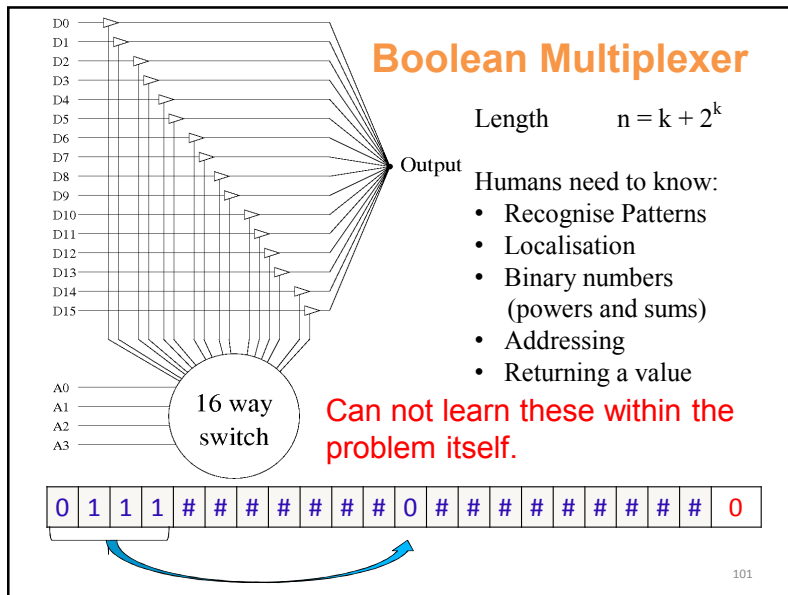 Boolean Multiplexer
D0
D1
D2
D3
D4
D5
D6
D7
D8
D9
D10
D11
D12
D13
D14
D15
Output
A0
A1
A2
A3
16 way
switch
Length n = k + 2^k
Humans need to know:
• Recognise Patterns
• Localisation
• Binary numbers
(powers and sums)
• Addressing
• Returning a value
Can not learn these within the
problem itself.
0 1 1 1 # # # # # # # 0 # # # # # # # # # 0
101